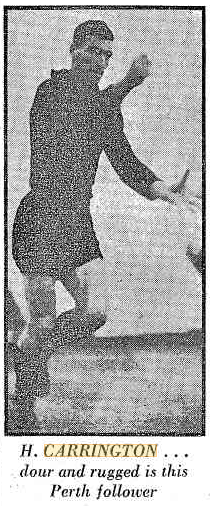 H. CARRINGTON . . .
dour and rugged is this
Perth follower